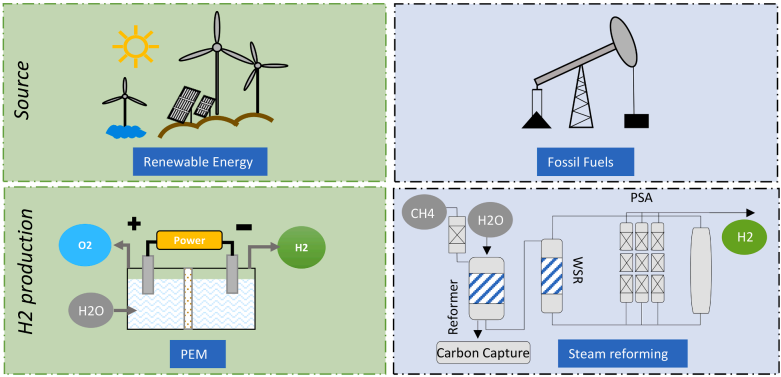 Source
Renewable Energy
Fossil Fuels
H2 production
+
-
O2
Power
H2
H2O
PEM
CH4
H2O
PSA
H2
Reformer
WSR
Carbon Capture
Steam reforming